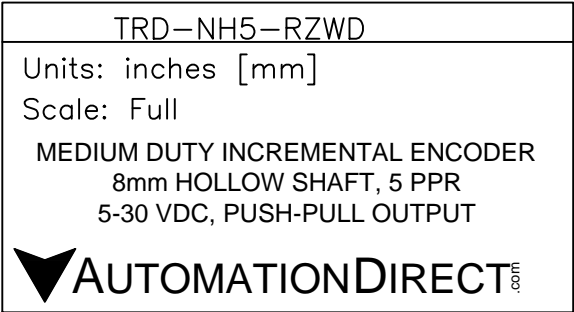 TRD-NH5-RZWD
Units: inches [mm]
Scale: Full
MEDIUM DUTY INCREMENTAL ENCODER
8mm HOLLOW SHAFT, 5 PPR
5-30 VDC, PUSH-PULL OUTPUT
AUTOMATIONDIRECT.com